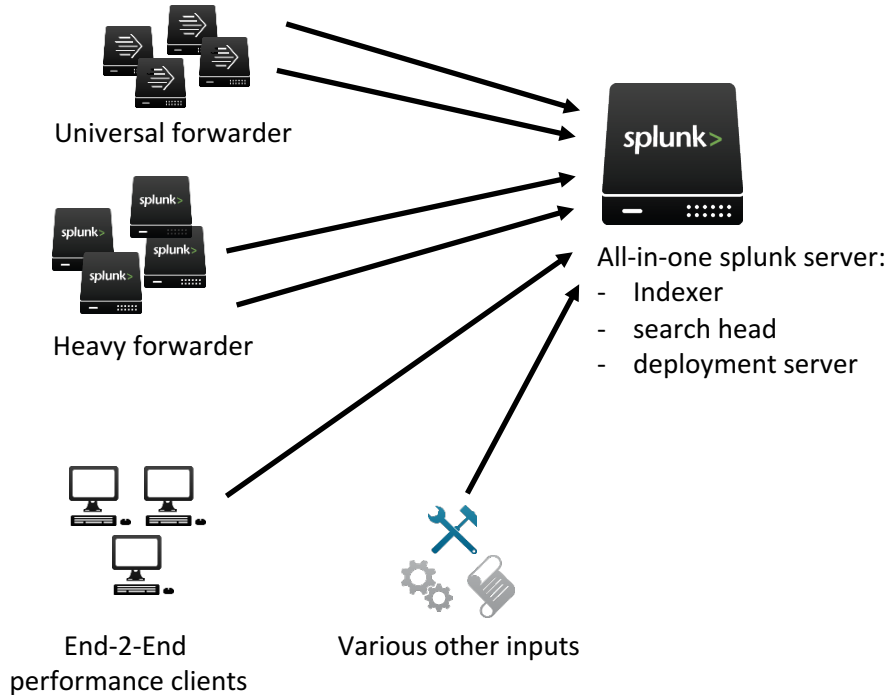 Universal forwarder
splunk>
splunk>
splunk>
splunk>
splunk>
Heavy forwarder
All-in-one splunk server:
- Indexer
- search head
- deployment server
End-2-End
performance clients
Various other inputs